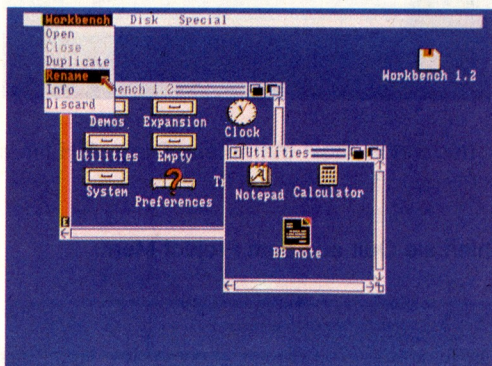 Workbench Disk Special
Open
Close
Duplicate
Rename
Info
Discard
Workbench 1.2
bench 1.2
Demos Expansion Clock
Utilities Empty
System Preferences Tr
Utilities
Notepad Calculator
BB note